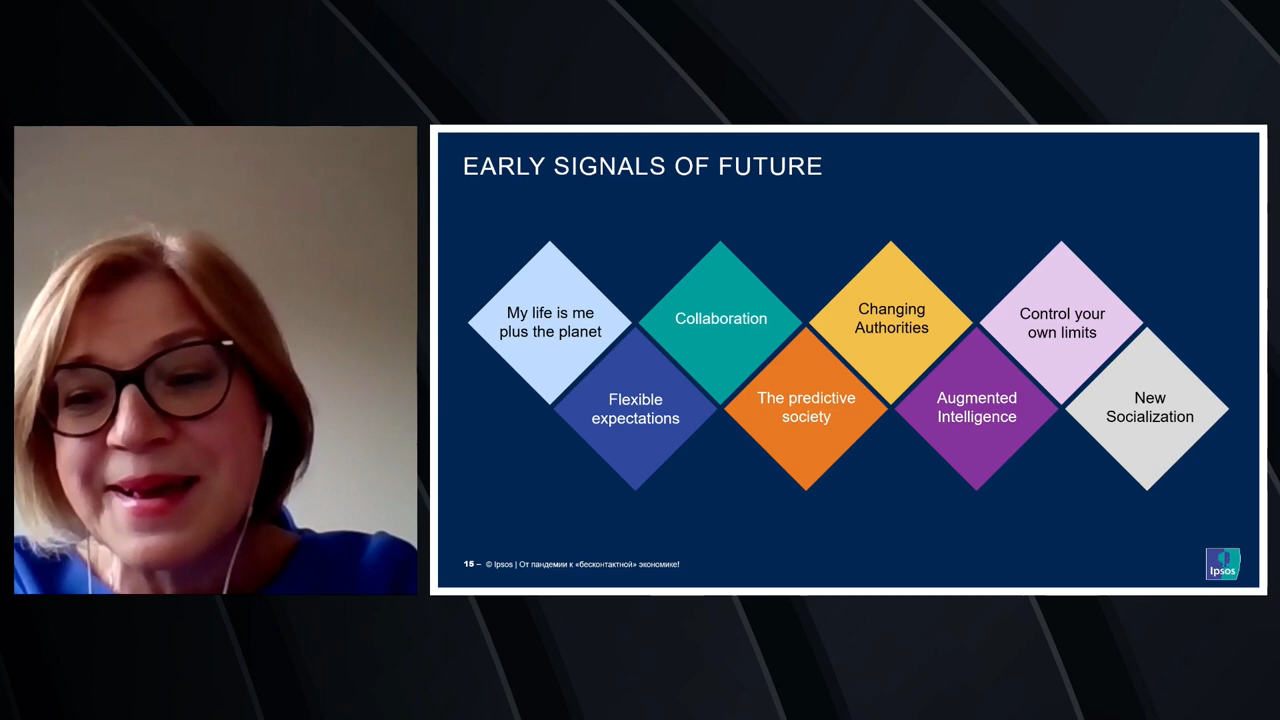 EARLY SIGNALS OF FUTURE
My life is me
plus the planet
Collaboration
Changing
Authorities
Control your
own limits
Flexible
expectations
The predictive
society
Augmented
Intelligence
New
Socialization
15 – © Ipsos | От пандемии к «бесконтактной» экономике!
Ipsos